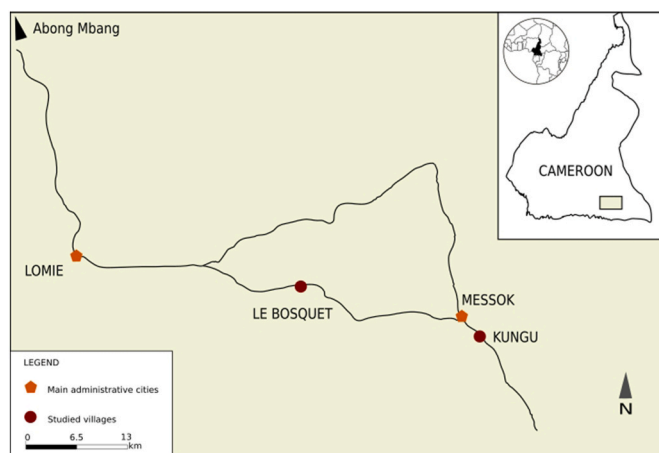 Abong Mbang
CAMEROON
LOMIE
LE BOSQUET
MESSOK
KUNGU
LEGEND
Main administrative cities
Studied villages
0 6.5 13
km
N